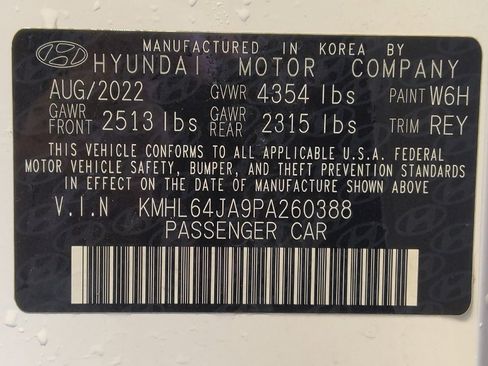 MANUFACTURED IN KOREA BY
HYUNDAI MOTOR COMPANY
AUG/2022 GVWR 4354 lbs PAINT W6H
GAWR FRONT 2513 lbs GAWR REAR 2315 lbs TRIM REY
THIS VEHICLE CONFORMS TO ALL APPLICABLE U.S.A. FEDERAL
MOTOR VEHICLE SAFETY, BUMPER, AND THEFT PREVENTION STANDARDS
IN EFFECT ON THE DATE OF MANUFACTURE SHOWN ABOVE
V.I.N KMHL64JA9PA260388
PASSENGER CAR